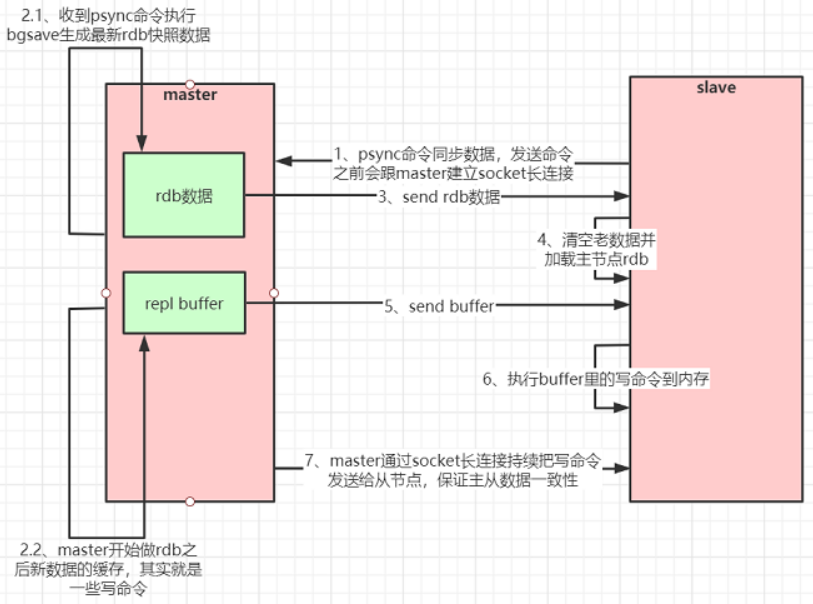 2.1、收到psync命令执行
bgsave生成最新rdb快照数据
master
slave
1、psync命令同步数据，发送命令
之前会跟master建立socket长连接
rdb数据
3、send rdb数据
4、清空老数据并
加载主节点rdb
repl buffer
5、send buffer
6、执行buffer里的写命令到内存
7、master通过socket长连接持续把写命令
发送给从节点，保证主从数据一致性
2.2、master开始做rdb之
后新数据的缓存，其实就是
一些写命令